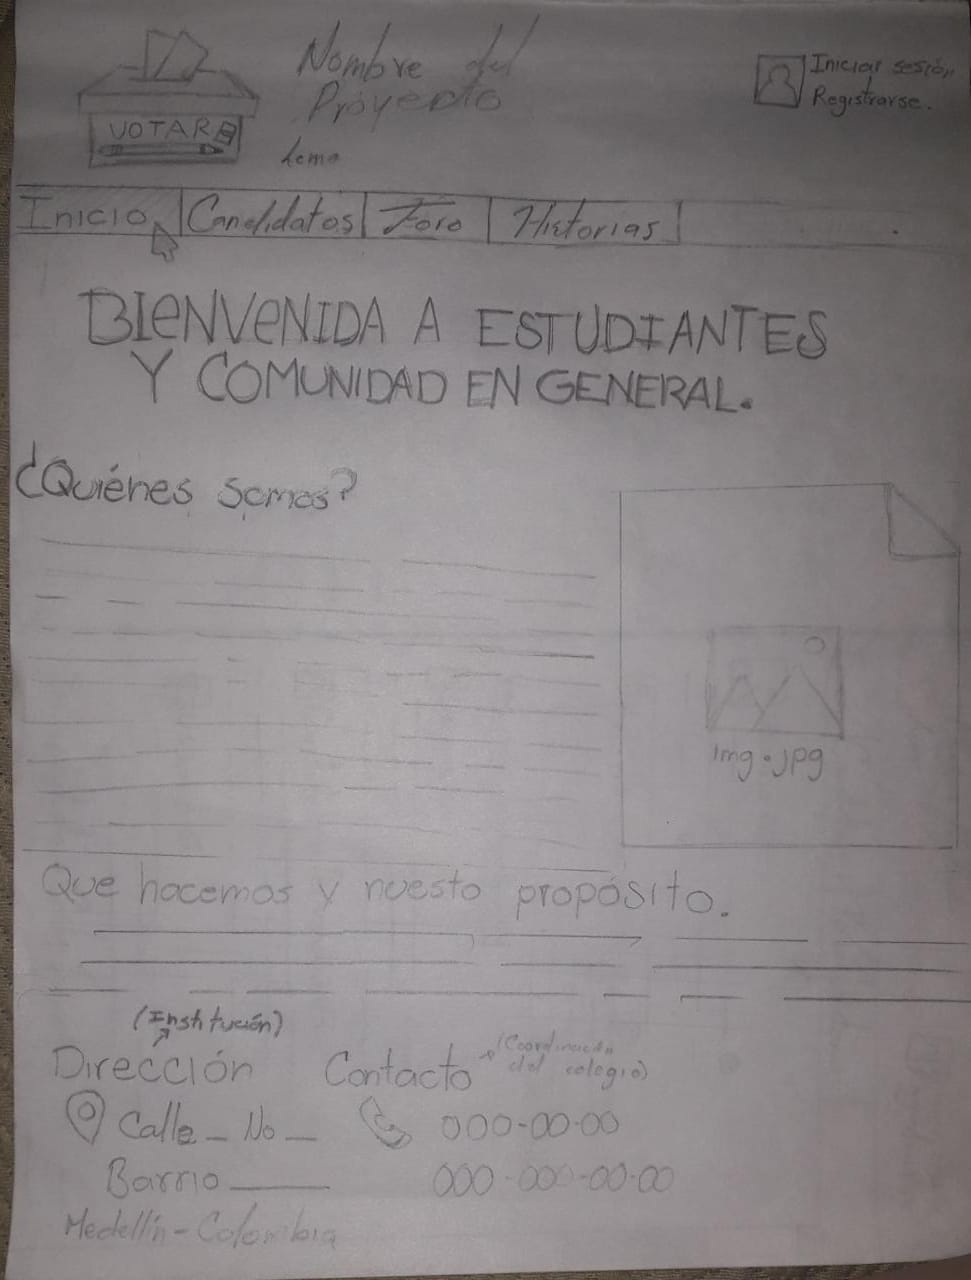 VOTAR
Nombre del
Proyecto
Lema
Iniciar sesión
Registrarse.
Inicio Candidatos Foro Historias
BIENVENIDA A ESTUDIANTES
Y COMUNIDAD EN GENERAL.
¿Quiénes somos?
img.jpg
Que hacemos y nuesto propósito.
(Institución)
Dirección
Calle _ No _
Barrio ____
Medellín - Colombia
(Coordinación
del colegio)
Contacto
000-00-00
000-000-00-00